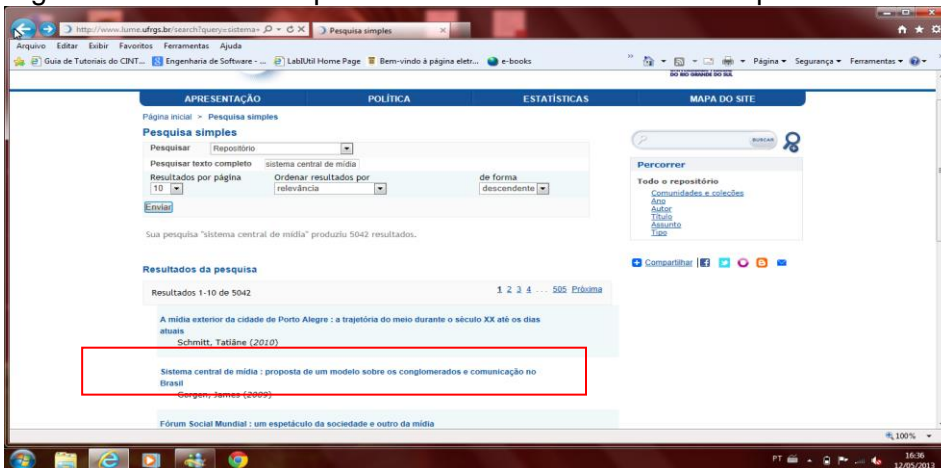 http://www.lume.ufrgs.br/search?query=sistema+
Pesquisa simples
Arquivo Editar Exibir Favoritos Ferramentas Ajuda
Guia de Tutoriais do CINT... Engenharia de Software - ... LabUtil Home Page Bem-vindo à página eletr... e-books Página Segurança Ferramentas
DO RIO GRANDE DO SUL
APRESENTAÇÃO POLÍTICA ESTATÍSTICAS MAPA DO SITE
Página inicial > Pesquisa simples
Pesquisa simples
Pesquisar Repositório
BUSCAR
Pesquisar texto completo sistema central de mídia
Resultados por página Ordenar resultados por de forma
10 relevância descendente
Enviar
Percorrer
Todo o repositório
Comunidades e coleções
Ano
Autor
Título
Assunto
Tipo
Sua pesquisa "sistema central de mídia" produziu 5042 resultados.
Compartilhar
Resultados da pesquisa
Resultados 1-10 de 5042 1 2 3 4 ... 505 Próxima
A mídia exterior da cidade de Porto Alegre : a trajetória do meio durante o século XX até os dias
atuais
Schmitt, Tatiâne (2010)
Sistema central de mídia : proposta de um modelo sobre os conglomerados e comunicação no
Brasil
Gorgen, James (2009)
Fórum Social Mundial : um espetáculo da sociedade e outro da mídia
100%
PT
16:36
12/05/2013